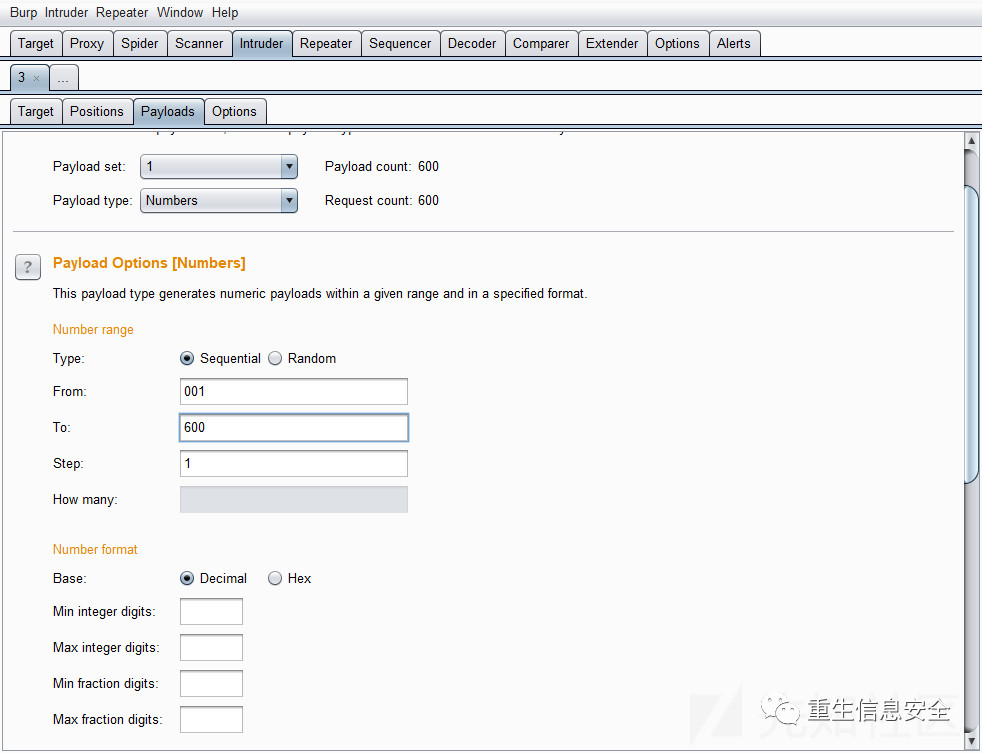 Burp Intruder Repeater Window Help
Target Proxy Spider Scanner Intruder Repeater Sequencer Decoder Comparer Extender Options Alerts
3 × ...
Target Positions Payloads Options
Payload set: 1 Payload count: 600
Payload type: Numbers Request count: 600
? Payload Options [Numbers]
This payload type generates numeric payloads within a given range and in a specified format.
Number range
Type: Sequential Random
From: 001
To: 600
Step: 1
How many:
Number format
Base: Decimal Hex
Min integer digits:
Max integer digits:
Min fraction digits:
Max fraction digits:
重生信息安全